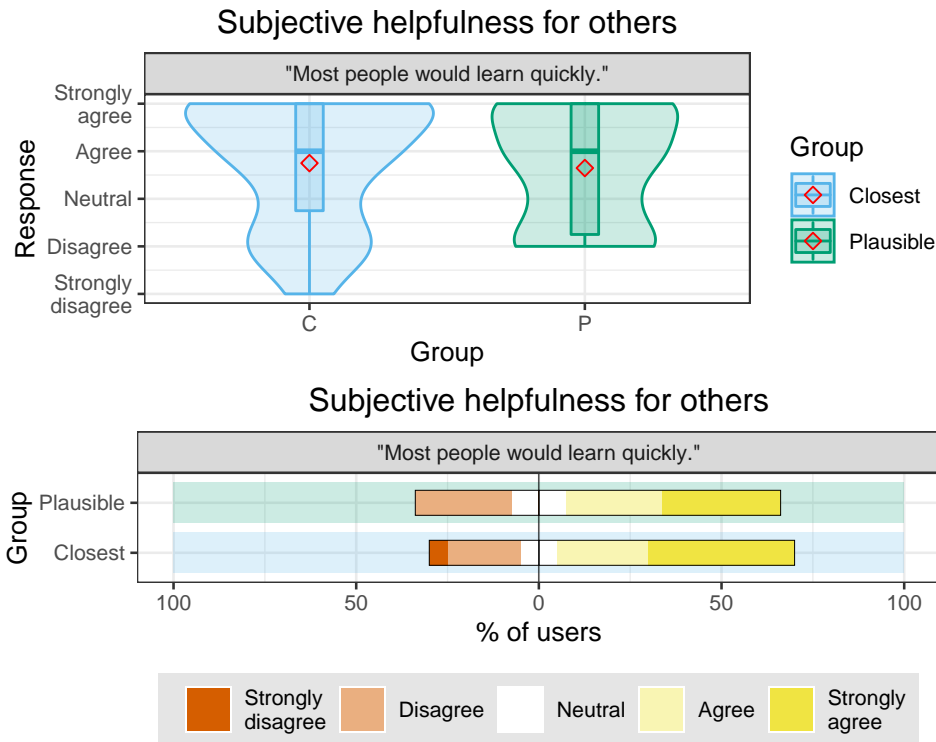 Subjective helpfulness for others
"Most people would learn quickly."
Response
Strongly
agree
Agree
Neutral
Disagree
Strongly
disagree
C
P
Group
Group
Closest
Plausible
Subjective helpfulness for others
"Most people would learn quickly."
Group
Plausible
Closest
100
50
0
50
100
% of users
Strongly
disagree
Disagree
Neutral
Agree
Strongly
agree